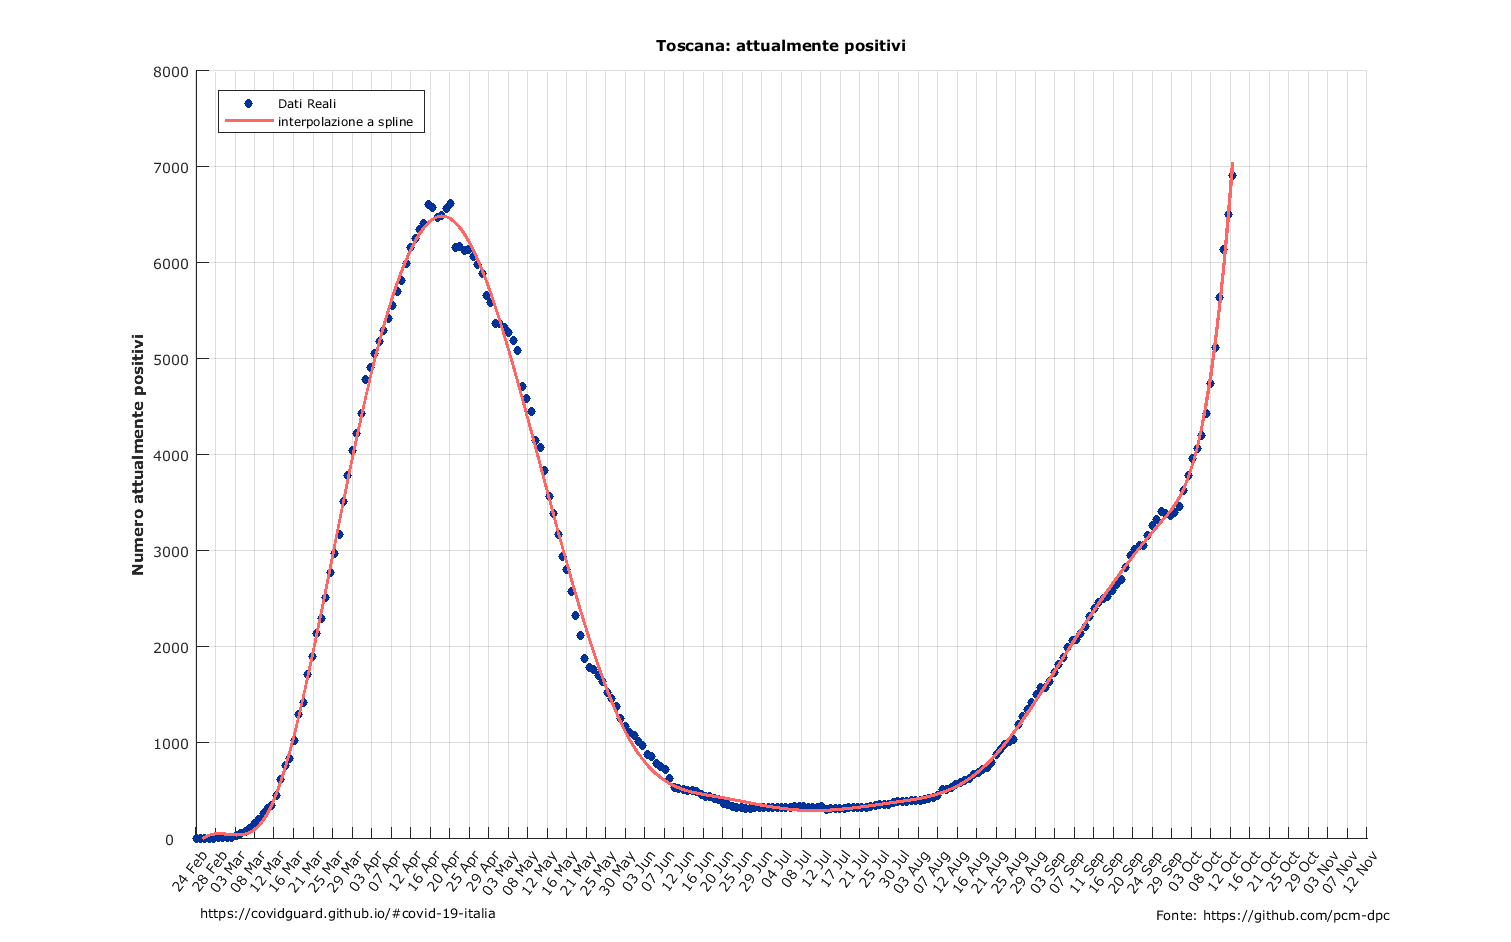 Toscana: attualmente positivi
8000
7000
6000
5000
4000
3000
2000
1000
0
Numero attualmente positivi
Dati Reali
interpolazione a spline
24 Feb
28 Feb
03 Mar
08 Mar
12 Mar
16 Mar
21 Mar
25 Mar
29 Mar
03 Apr
07 Apr
12 Apr
16 Apr
20 Apr
25 Apr
29 Apr
03 May
08 May
12 May
16 May
21 May
25 May
30 May
03 Jun
07 Jun
12 Jun
16 Jun
20 Jun
25 Jun
29 Jun
04 Jul
08 Jul
12 Jul
17 Jul
21 Jul
25 Jul
30 Jul
03 Aug
07 Aug
12 Aug
16 Aug
21 Aug
25 Aug
29 Aug
03 Sep
07 Sep
11 Sep
16 Sep
20 Sep
24 Sep
29 Sep
03 Oct
08 Oct
12 Oct
16 Oct
21 Oct
25 Oct
29 Oct
03 Nov
07 Nov
12 Nov
https://covidguard.github.io/#covid-19-italia
Fonte: https://github.com/pcm-dpc